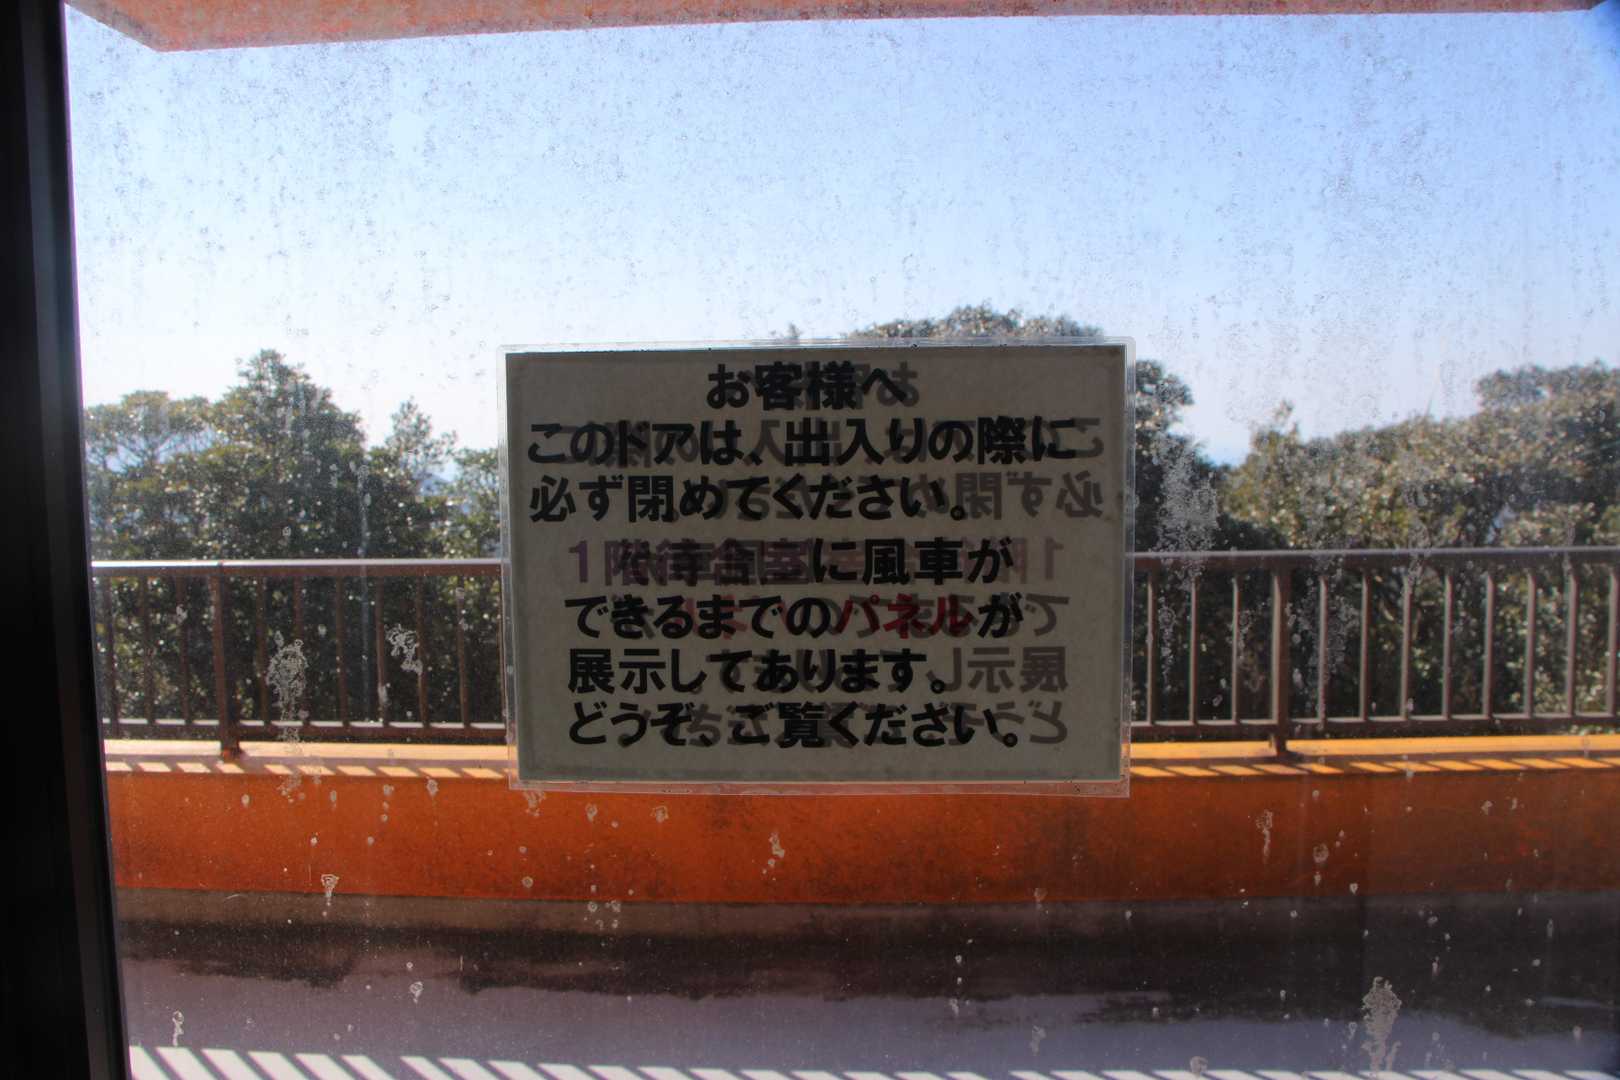 お客様へ
このドアは、出入りの際に
必ず閉めてください。
1階待合室に風車が
できるまでのパネルが
展示してあります。
どうぞ、ご覧ください。